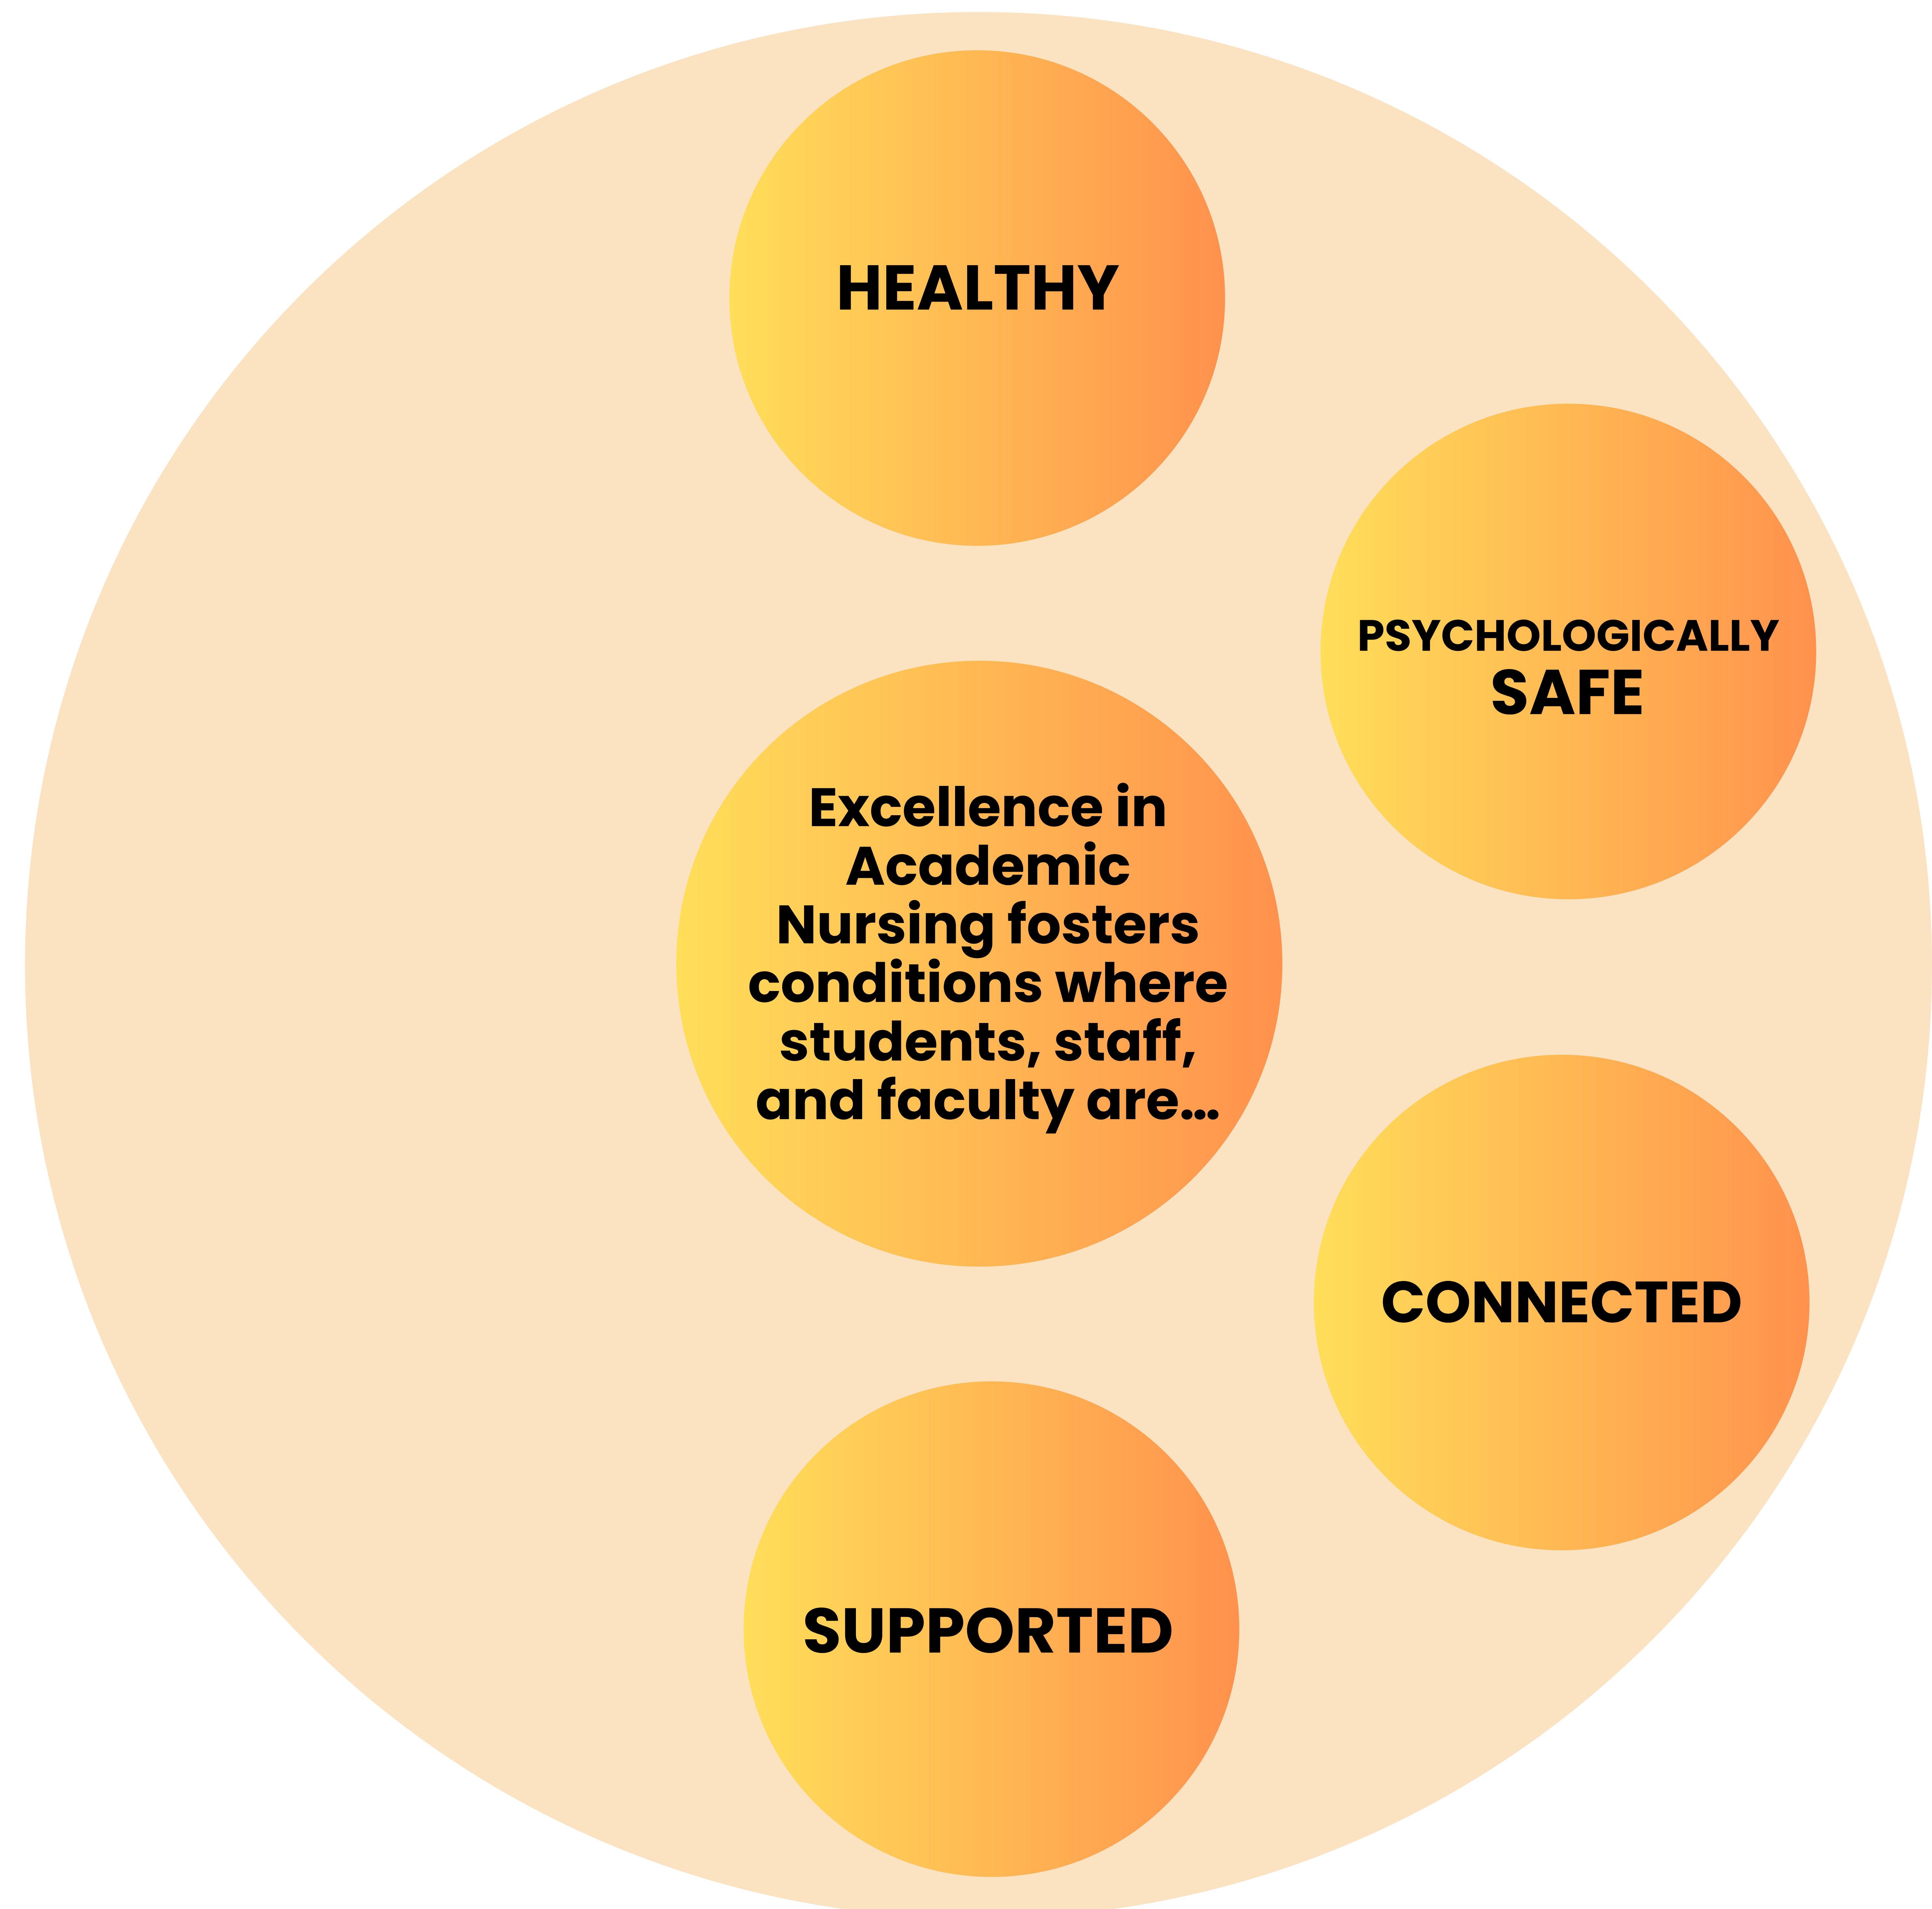 HEALTHY
PSYCHOLOGICALLY
SAFE
Excellence in
Academic
Nursing fosters
conditions where
students, staff,
and faculty are...
CONNECTED
SUPPORTED